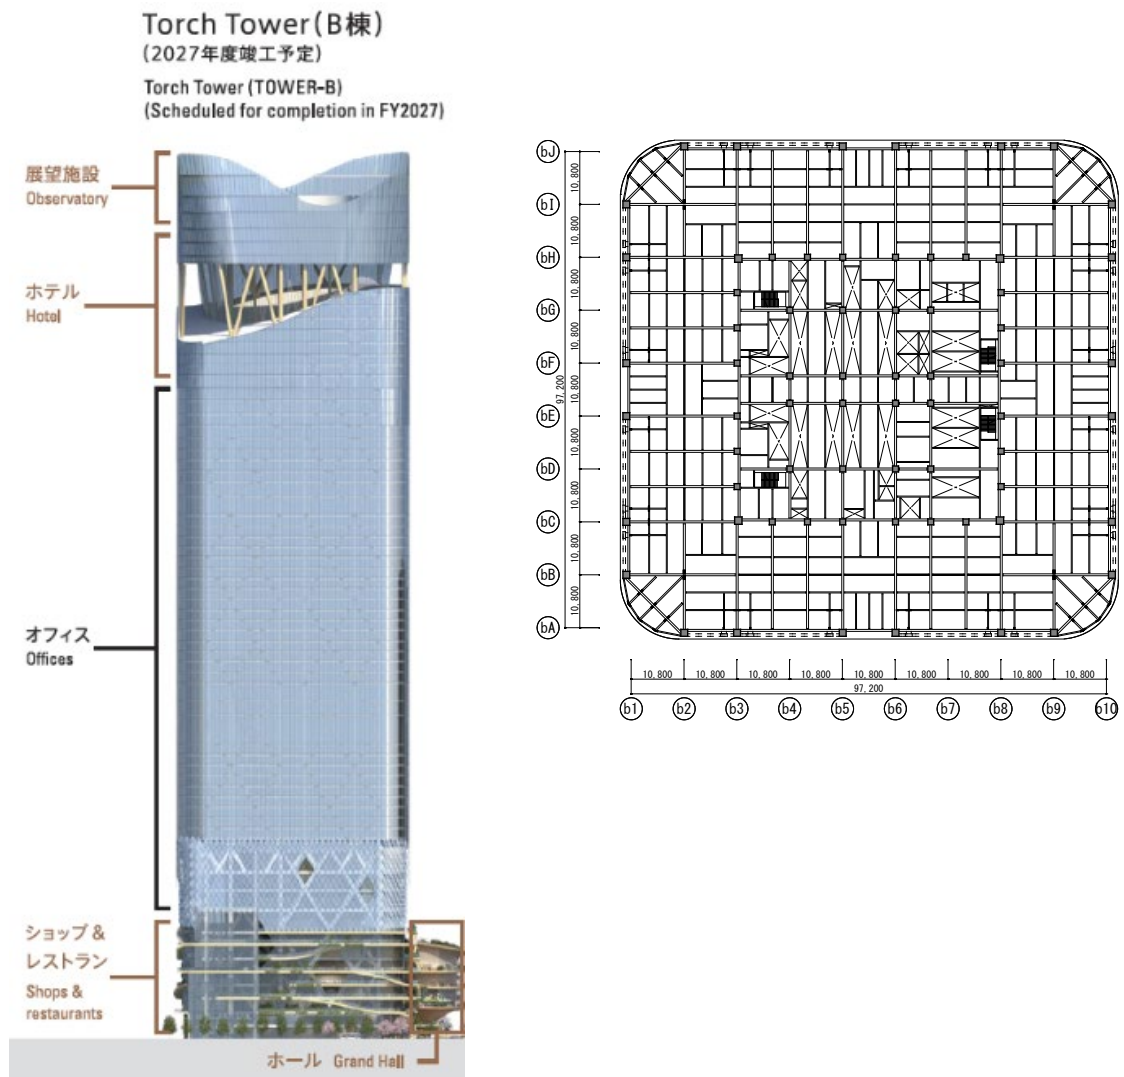 Torch Tower(B棟)
(2027年度竣工予定)
Torch Tower (TOWER-B)
(Scheduled for completion in FY2027)
展望施設
Observatory
ホテル
Hotel
オフィス
Offices
ショップ &
レストラン
Shops &
restaurants
ホール Grand Hall
bJ
10,800
bI
10,800
bH
10,800
bG
10,800
bF
97,200
10,800
bE
10,800
bD
10,800
bC
10,800
bB
10,800
bA
10,800 10,800 10,800 10,800 10,800 10,800 10,800 10,800 10,800
97,200
b1 b2 b3 b4 b5 b6 b7 b8 b9 b10